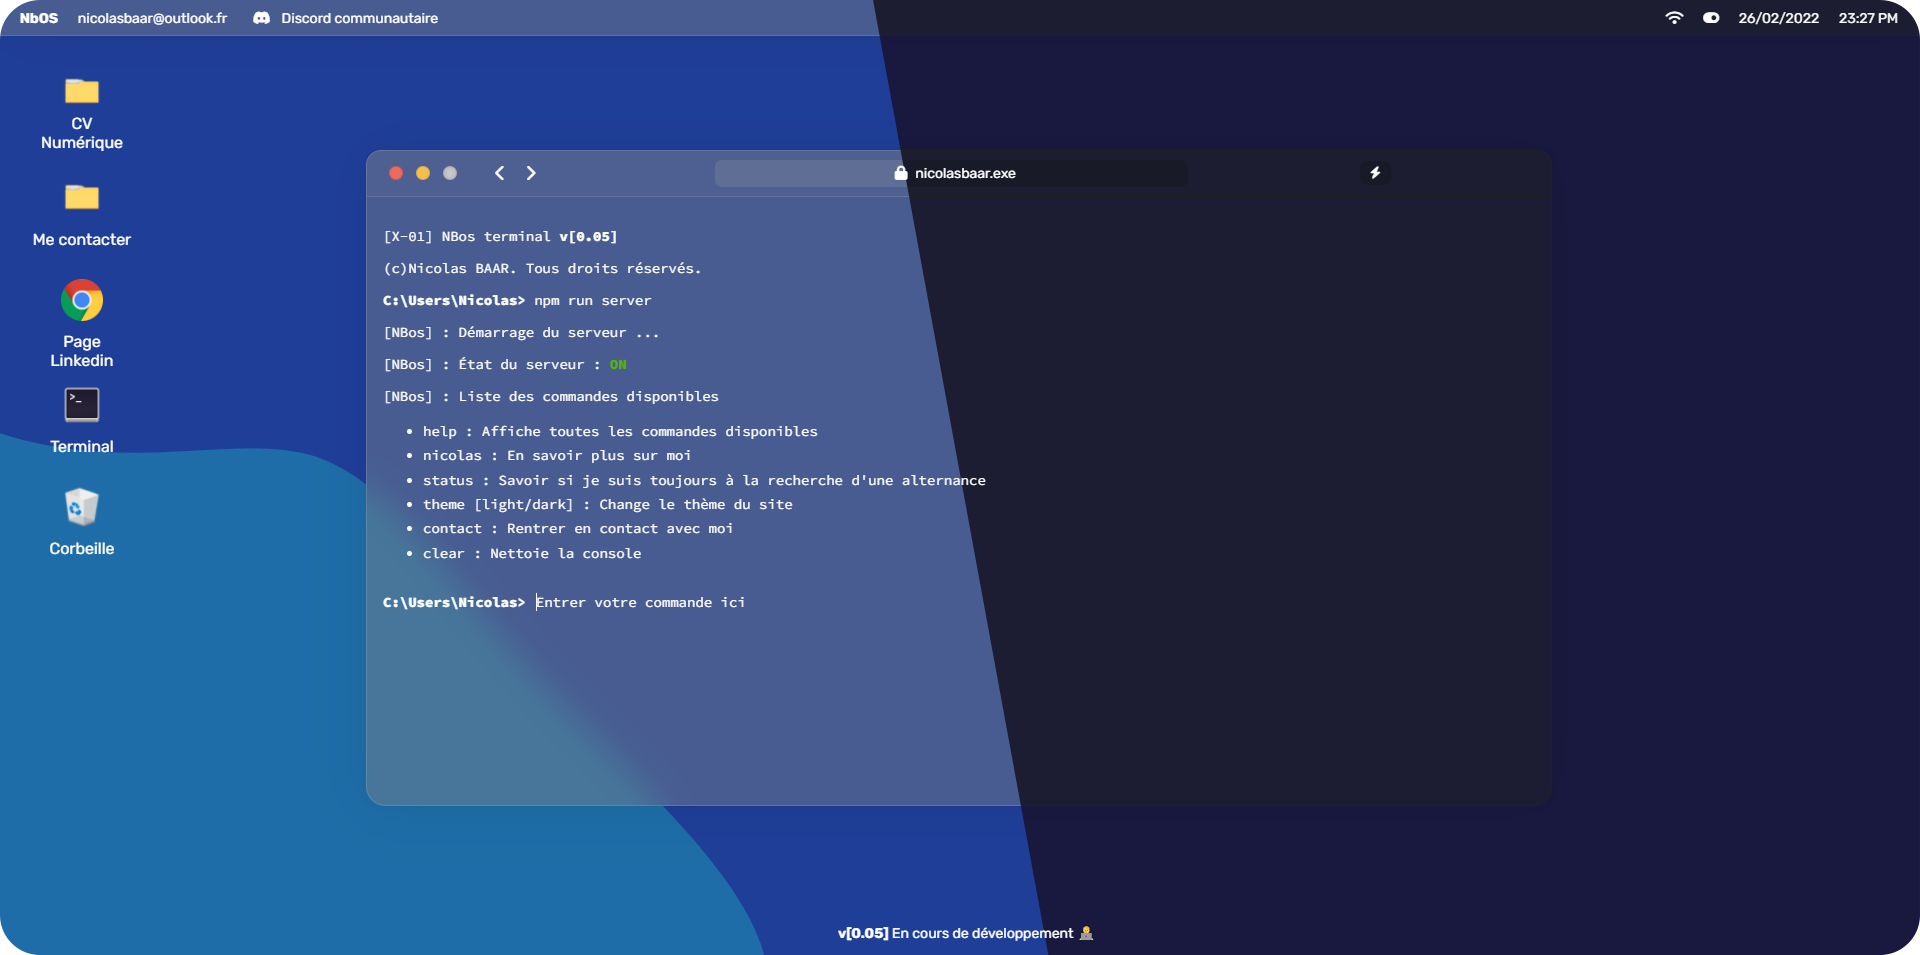 NbOS nicolasbaar@outlook.fr Discord communautaire 26/02/2022 23:27 PM
CV
Numérique
Me contacter
Page
Linkedin
>_
Terminal
Corbeille
nicolasbaar.exe
[X-01] NBos terminal v[0.05]
(c)Nicolas BAAR. Tous droits réservés.
C:\Users\Nicolas> npm run server
[NBos] : Démarrage du serveur ...
[NBos] : État du serveur : ON
[NBos] : Liste des commandes disponibles
• help : Affiche toutes les commandes disponibles
• nicolas : En savoir plus sur moi
• status : Savoir si je suis toujours à la recherche d'une alternance
• theme [light/dark] : Change le thème du site
• contact : Rentrer en contact avec moi
• clear : Nettoie la console
C:\Users\Nicolas> Entrer votre commande ici
v[0.05] En cours de développement